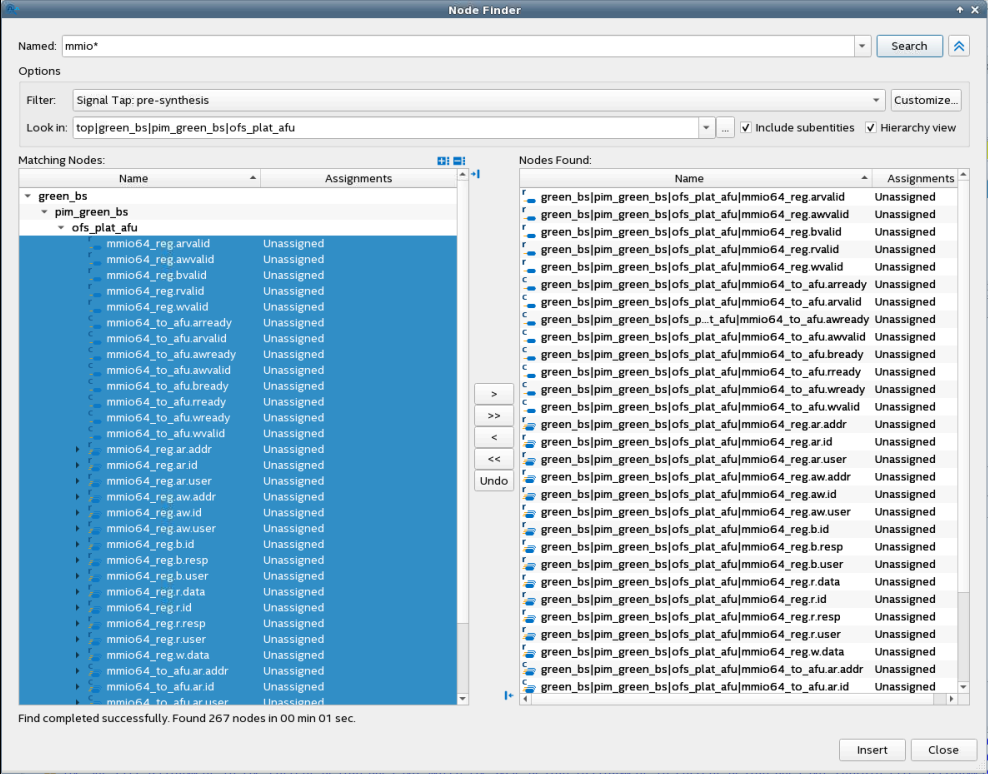 Node Finder
Named: mmio* Search
Options
Filter: Signal Tap: pre-synthesis Customize...
Look in: top|green_bs|pim_green_bs|ofs_plat_afu ... Include subentities Hierarchy view
Matching Nodes:
Name Assignments
green_bs
pim_green_bs
ofs_plat_afu
mmio64_reg.arvalid Unassigned
mmio64_reg.awvalid Unassigned
mmio64_reg.bvalid Unassigned
mmio64_reg.rvalid Unassigned
mmio64_reg.wvalid Unassigned
mmio64_to_afu.arready Unassigned
mmio64_to_afu.arvalid Unassigned
mmio64_to_afu.awready Unassigned
mmio64_to_afu.awvalid Unassigned
mmio64_to_afu.bready Unassigned
mmio64_to_afu.rready Unassigned
mmio64_to_afu.wready Unassigned
mmio64_to_afu.wvalid Unassigned
mmio64_reg.ar.addr Unassigned
mmio64_reg.ar.id Unassigned
mmio64_reg.ar.user Unassigned
mmio64_reg.aw.addr Unassigned
mmio64_reg.aw.id Unassigned
mmio64_reg.aw.user Unassigned
mmio64_reg.b.id Unassigned
mmio64_reg.b.resp Unassigned
mmio64_reg.b.user Unassigned
mmio64_reg.r.data Unassigned
mmio64_reg.r.id Unassigned
mmio64_reg.r.resp Unassigned
mmio64_reg.r.user Unassigned
mmio64_reg.w.data Unassigned
mmio64_to_afu.ar.addr Unassigned
mmio64_to_afu.ar.id Unassigned
mmio64_to_afu.ar.user Unassigned
>
>>
<
<<
Undo
Nodes Found:
Name Assignments
green_bs|pim_green_bs|ofs_plat_afu|mmio64_reg.arvalid Unassigned
green_bs|pim_green_bs|ofs_plat_afu|mmio64_reg.awvalid Unassigned
green_bs|pim_green_bs|ofs_plat_afu|mmio64_reg.bvalid Unassigned
green_bs|pim_green_bs|ofs_plat_afu|mmio64_reg.rvalid Unassigned
green_bs|pim_green_bs|ofs_plat_afu|mmio64_reg.wvalid Unassigned
green_bs|pim_green_bs|ofs_plat_afu|mmio64_to_afu.arready Unassigned
green_bs|pim_green_bs|ofs_plat_afu|mmio64_to_afu.arvalid Unassigned
green_bs|pim_green_bs|ofs_p...t_afu|mmio64_to_afu.awready Unassigned
green_bs|pim_green_bs|ofs_plat_afu|mmio64_to_afu.awvalid Unassigned
green_bs|pim_green_bs|ofs_plat_afu|mmio64_to_afu.bready Unassigned
green_bs|pim_green_bs|ofs_plat_afu|mmio64_to_afu.rready Unassigned
green_bs|pim_green_bs|ofs_plat_afu|mmio64_to_afu.wready Unassigned
green_bs|pim_green_bs|ofs_plat_afu|mmio64_to_afu.wvalid Unassigned
green_bs|pim_green_bs|ofs_plat_afu|mmio64_reg.ar.addr Unassigned
green_bs|pim_green_bs|ofs_plat_afu|mmio64_reg.ar.id Unassigned
green_bs|pim_green_bs|ofs_plat_afu|mmio64_reg.ar.user Unassigned
green_bs|pim_green_bs|ofs_plat_afu|mmio64_reg.aw.addr Unassigned
green_bs|pim_green_bs|ofs_plat_afu|mmio64_reg.aw.id Unassigned
green_bs|pim_green_bs|ofs_plat_afu|mmio64_reg.aw.user Unassigned
green_bs|pim_green_bs|ofs_plat_afu|mmio64_reg.b.id Unassigned
green_bs|pim_green_bs|ofs_plat_afu|mmio64_reg.b.resp Unassigned
green_bs|pim_green_bs|ofs_plat_afu|mmio64_reg.b.user Unassigned
green_bs|pim_green_bs|ofs_plat_afu|mmio64_reg.r.data Unassigned
green_bs|pim_green_bs|ofs_plat_afu|mmio64_reg.r.id Unassigned
green_bs|pim_green_bs|ofs_plat_afu|mmio64_reg.r.resp Unassigned
green_bs|pim_green_bs|ofs_plat_afu|mmio64_reg.r.user Unassigned
green_bs|pim_green_bs|ofs_plat_afu|mmio64_reg.w.data Unassigned
green_bs|pim_green_bs|ofs_plat_afu|mmio64_to_afu.ar.addr Unassigned
green_bs|pim_green_bs|ofs_plat_afu|mmio64_to_afu.ar.id Unassigned
Find completed successfully. Found 267 nodes in 00 min 01 sec.
Insert Close